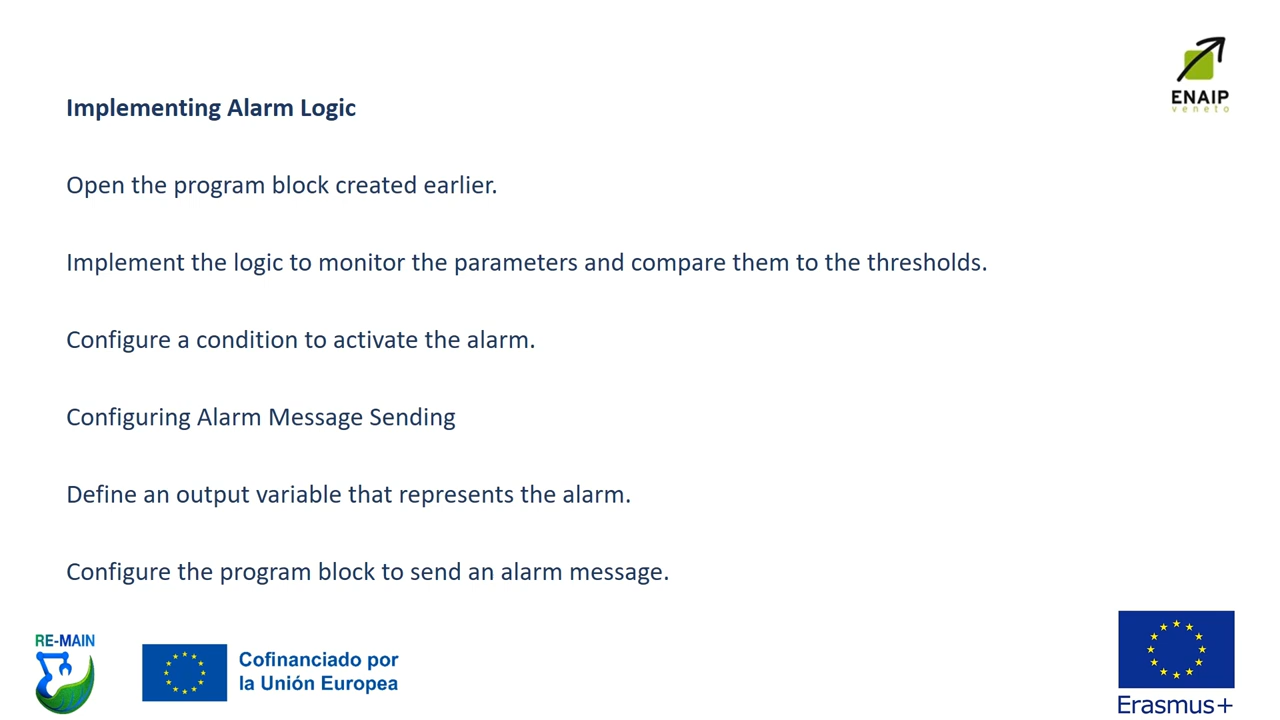 ENAIP
veneto
Implementing Alarm Logic
Open the program block created earlier.
Implement the logic to monitor the parameters and compare them to the thresholds.
Configure a condition to activate the alarm.
Configuring Alarm Message Sending
Define an output variable that represents the alarm.
Configure the program block to send an alarm message.
RE-MAIN
Cofinanciado por
la Unión Europea
Erasmus+